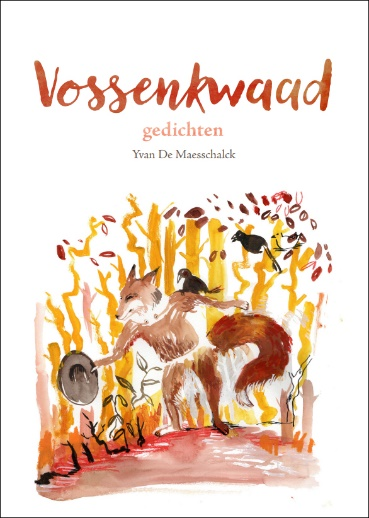 Vossenkwaad
gedichten
Yvan De Maesschalck